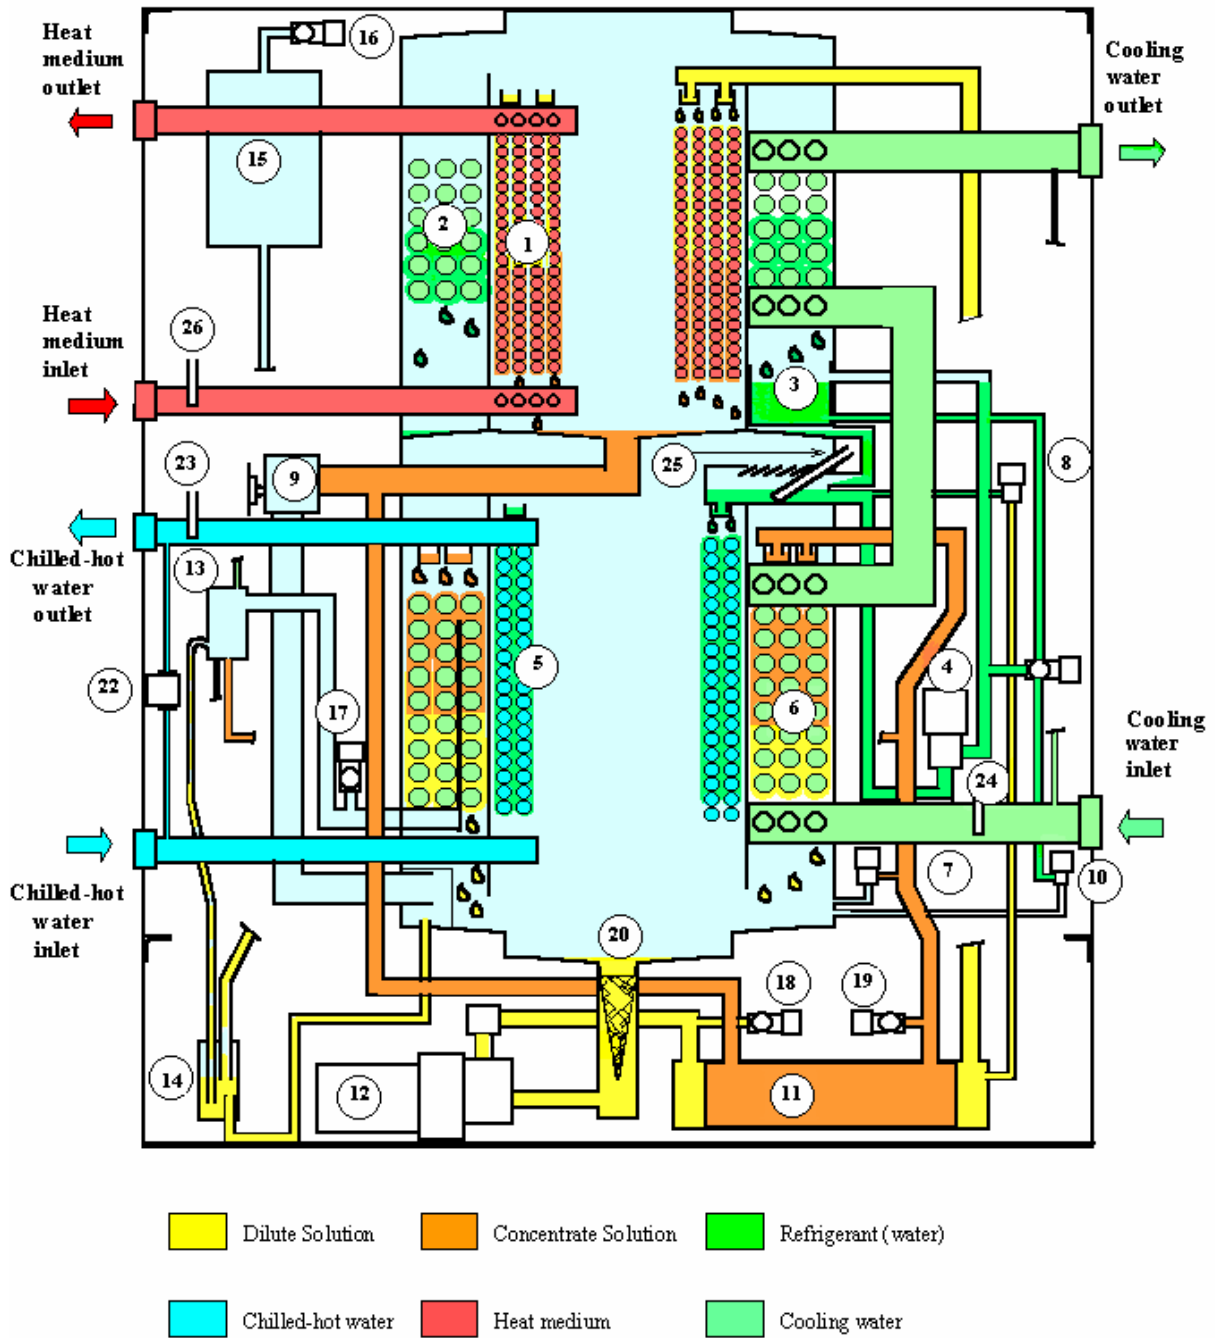 Heat
medium
outlet
16
Cooling
water
outlet
15
2
1
Heat
medium
inlet
26
3
23
9
25
8
Chilled-hot
water
outlet
13
5
4
22
17
6
Cooling
water
inlet
24
7
10
Chilled-hot
water
inlet
20
18
19
14
12
11
Dilute Solution
Concentrate Solution
Refrigerant (water)
Chilled-hot water
Heat medium
Cooling water